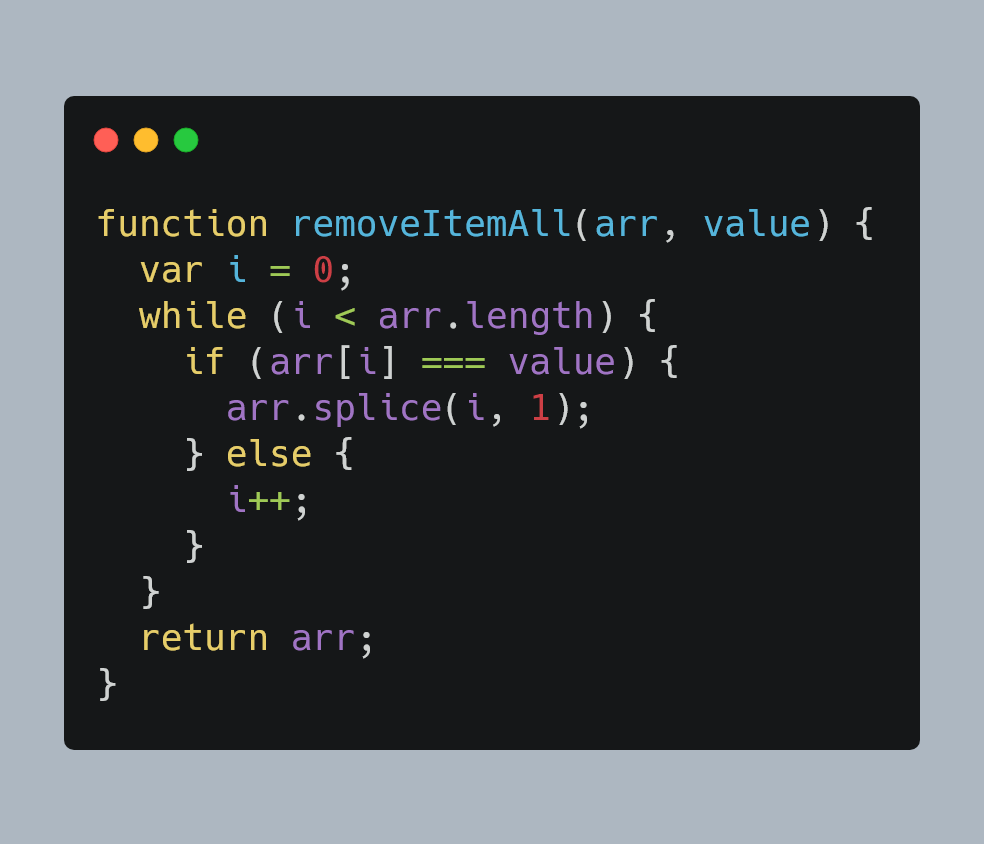 function removeItemAll(arr, value) {
  var i = 0;
  while (i < arr.length) {
    if (arr[i] === value) {
      arr.splice(i, 1);
    } else {
      i++;
    }
  }
  return arr;
}